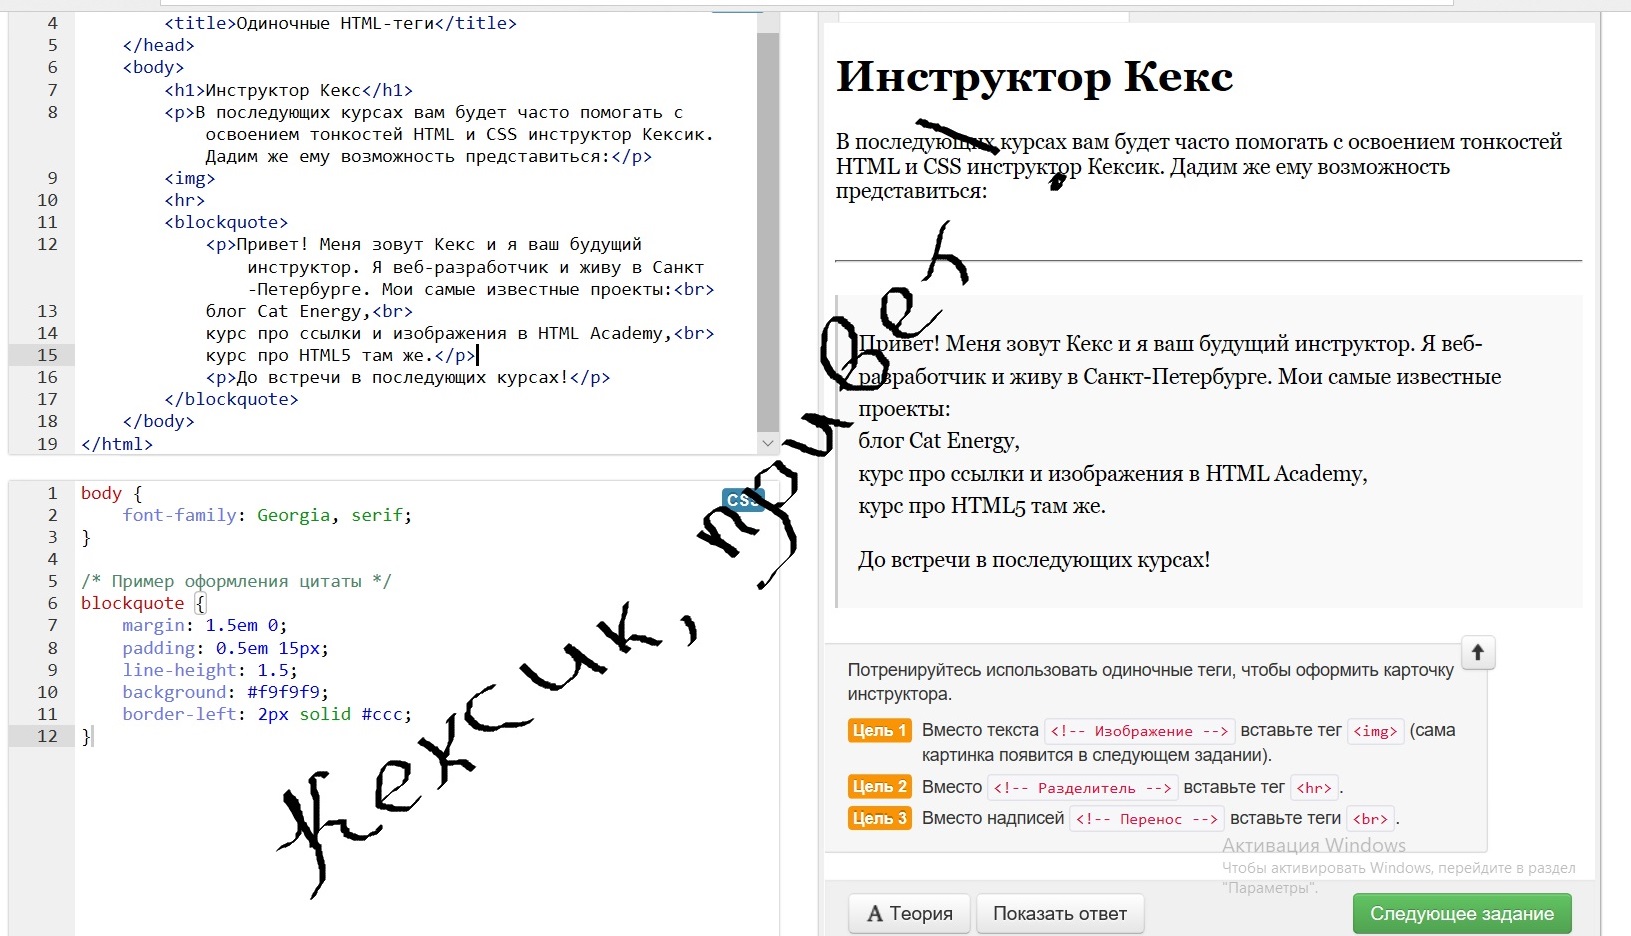 4 <title>Одиночные HTML-теги</title>
5 </head>
6 <body>
7 <h1>Инструктор Кекс</h1>
8 <p>В последующих курсах вам будет часто помогать с
освоением тонкостей HTML и CSS инструктор Кексик.
Дадим же ему возможность представиться:</p>
9 <img>
10 <hr>
11 <blockquote>
12 <p>Привет! Меня зовут Кекс и я ваш будущий
инструктор. Я веб-разработчик и живу в Санкт
-Петербурге. Мои самые известные проекты:<br>
13 блог Cat Energy,<br>
14 курс про ссылки и изображения в HTML Academy,<br>
15 курс про HTML5 там же.</p>
16 <p>До встречи в последующих курсах!</p>
17 </blockquote>
18 </body>
19 </html>
CSS
1 body {
2 font-family: Georgia, serif;
3 }
4
5 /* Пример оформления цитаты */
6 blockquote {
7 margin: 1.5em 0;
8 padding: 0.5em 15px;
9 line-height: 1.5;
10 background: #f9f9f9;
11 border-left: 2px solid #ccc;
12 }
Кексик, привет!
Инструктор Кекс
В последующих курсах вам будет часто помогать с освоением тонкостей
HTML и CSS инструктор Кексик. Дадим же ему возможность
представиться:
Привет! Меня зовут Кекс и я ваш будущий инструктор. Я веб-
разработчик и живу в Санкт-Петербурге. Мои самые известные
проекты:
блог Cat Energy,
курс про ссылки и изображения в HTML Academy,
курс про HTML5 там же.
До встречи в последующих курсах!
Потренируйтесь использовать одиночные теги, чтобы оформить карточку
инструктора.
Цель 1 Вместо текста <!-- Изображение --> вставьте тег <img> (сама
картинка появится в следующем задании).
Цель 2 Вместо <!-- Разделитель --> вставьте тег <hr>.
Цель 3 Вместо надписей <!-- Перенос --> вставьте теги <br>.
Активация Windows
Чтобы активировать Windows, перейдите в раздел
"Параметры".
A Теория
Показать ответ
Следующее задание